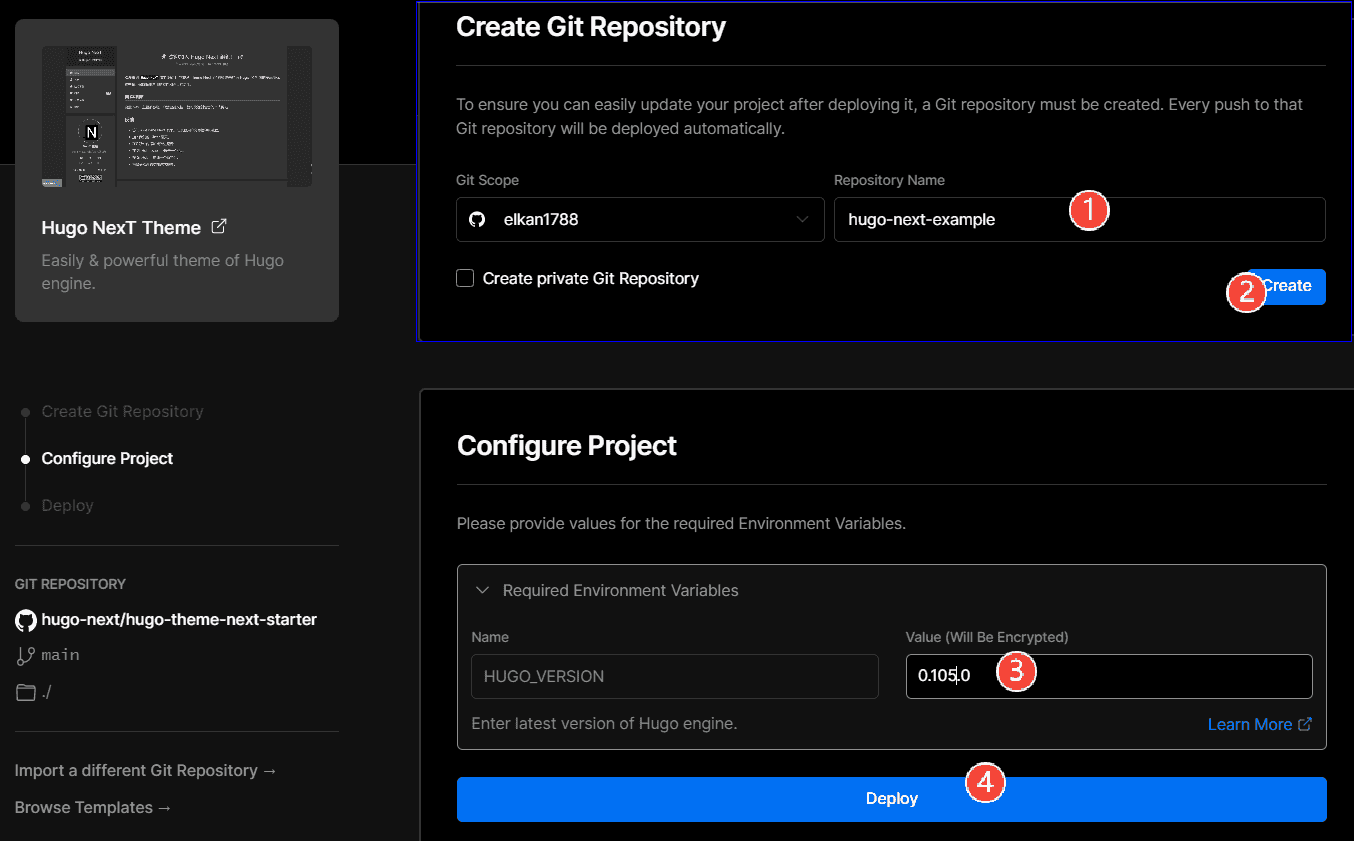 Hugo NexT Theme
Easily & powerful theme of Hugo
engine.
Create Git Repository
Configure Project
Deploy
GIT REPOSITORY
hugo-next/hugo-theme-next-starter
main
./
Import a different Git Repository →
Browse Templates →
Create Git Repository
To ensure you can easily update your project after deploying it, a Git repository must be created. Every push to that
Git repository will be deployed automatically.
Git Scope
Repository Name
elkan1788
hugo-next-example
1
Create private Git Repository
2
Create
Configure Project
Please provide values for the required Environment Variables.
Required Environment Variables
Name
Value (Will Be Encrypted)
HUGO_VERSION
0.105.0
3
Enter latest version of Hugo engine.
Learn More
4
Deploy